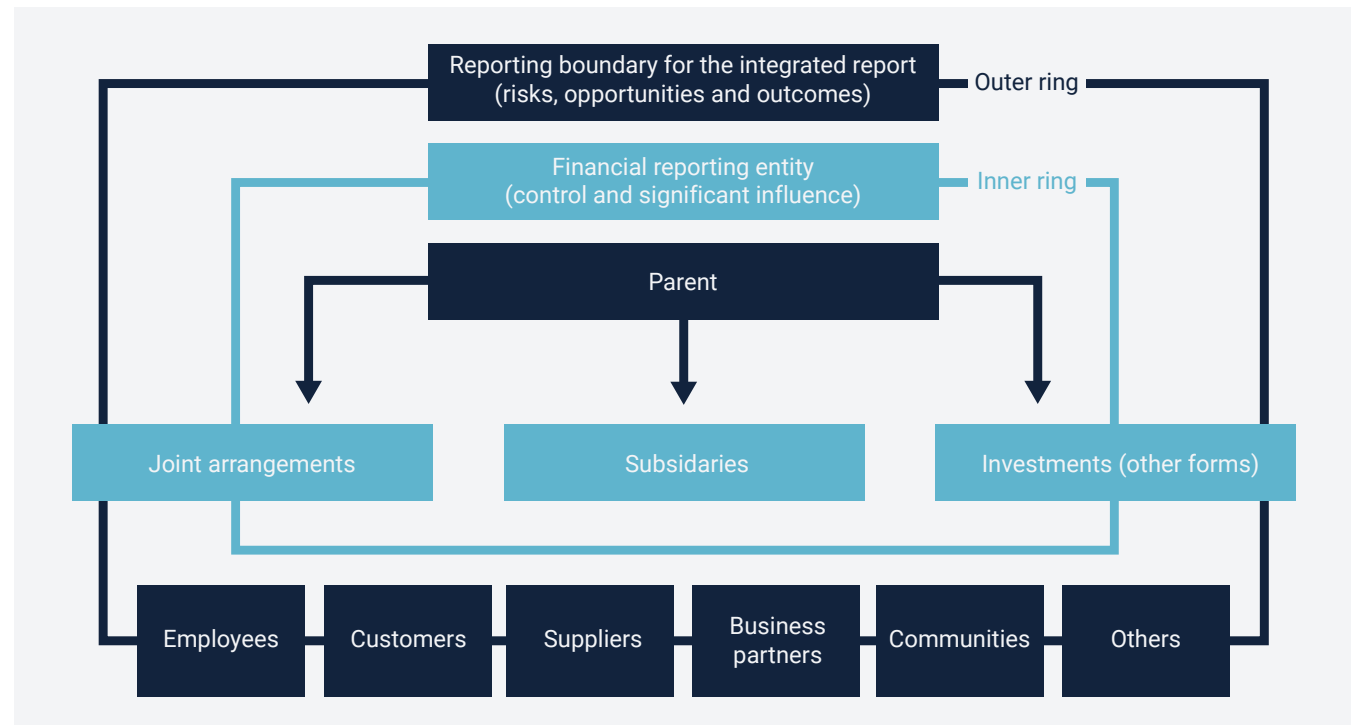 Reporting boundary for the integrated report
(risks, opportunities and outcomes)
Outer ring
Financial reporting entity
(control and significant influence)
Inner ring
Parent
Joint arrangements
Subsidaries
Investments (other forms)
Employees
Customers
Suppliers
Business
partners
Communities
Others